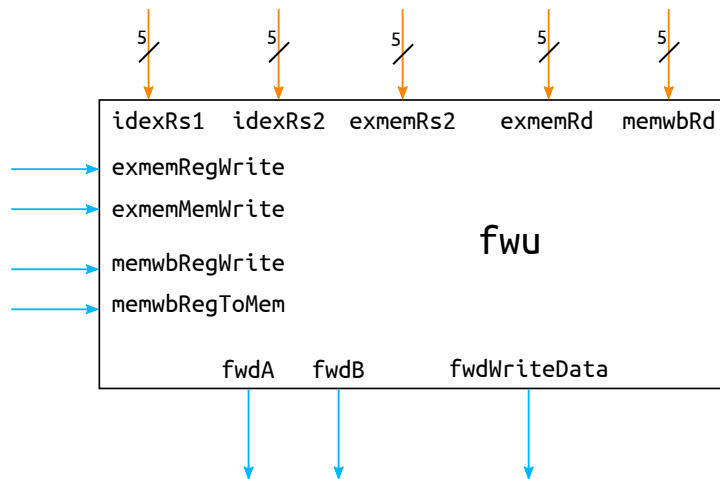 5 5 5 5 5
idexRs1 idexRs2 exmemRs2 exmemRd memwbRd
exmemRegWrite
exmemMemWrite
fwu
memwbRegWrite
memwbRegToMem
fwdA fwdB fwdWriteData